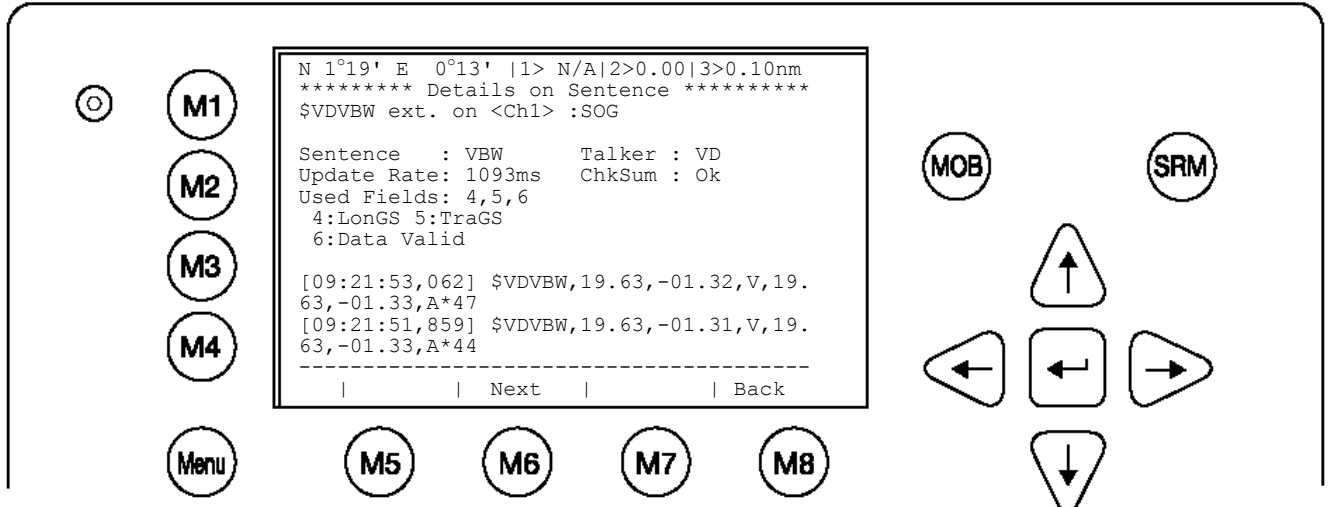 N 1°19' E  0°13' |1> N/A|2>0.00|3>0.10nm
********* Details on Sentence **********
$VDVBW ext. on <Ch1> :SOG
Sentence   : VBW     Talker : VD
Update Rate: 1093ms   ChkSum : Ok
Used Fields: 4,5,6
4:LonGS 5:TraGS
6:Data Valid
[09:21:53,062] $VDVBW,19.63,-01.32,V,19.
63,-01.33,A*47
[09:21:51,859] $VDVBW,19.63,-01.31,V,19.
63,-01.33,A*44
----------------------------------------
|        | Next   |         | Back
M1
M2
M3
M4
MOB
SRM
Menu
M5
M6
M7
M8